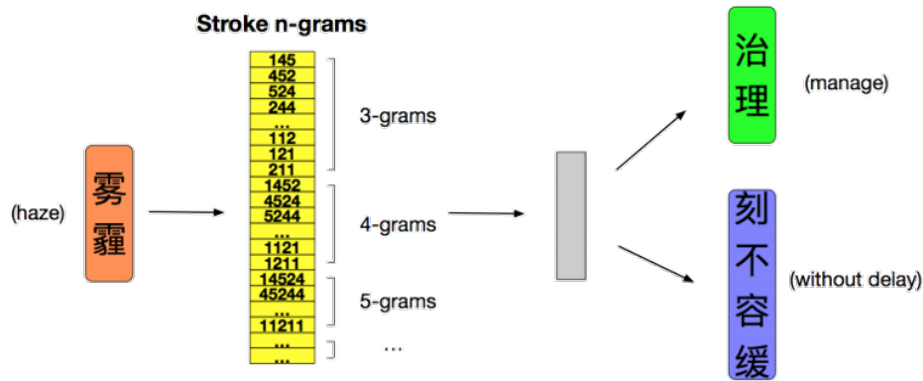 Stroke n-grams
(haze)
雾
霾
145
452
524
244
...
112
121
211
1452
4524
5244
...
1121
1211
14524
45244
...
11211
...
...
3-grams
4-grams
5-grams
...
治
理
(manage)
刻
不
容
缓
(without delay)